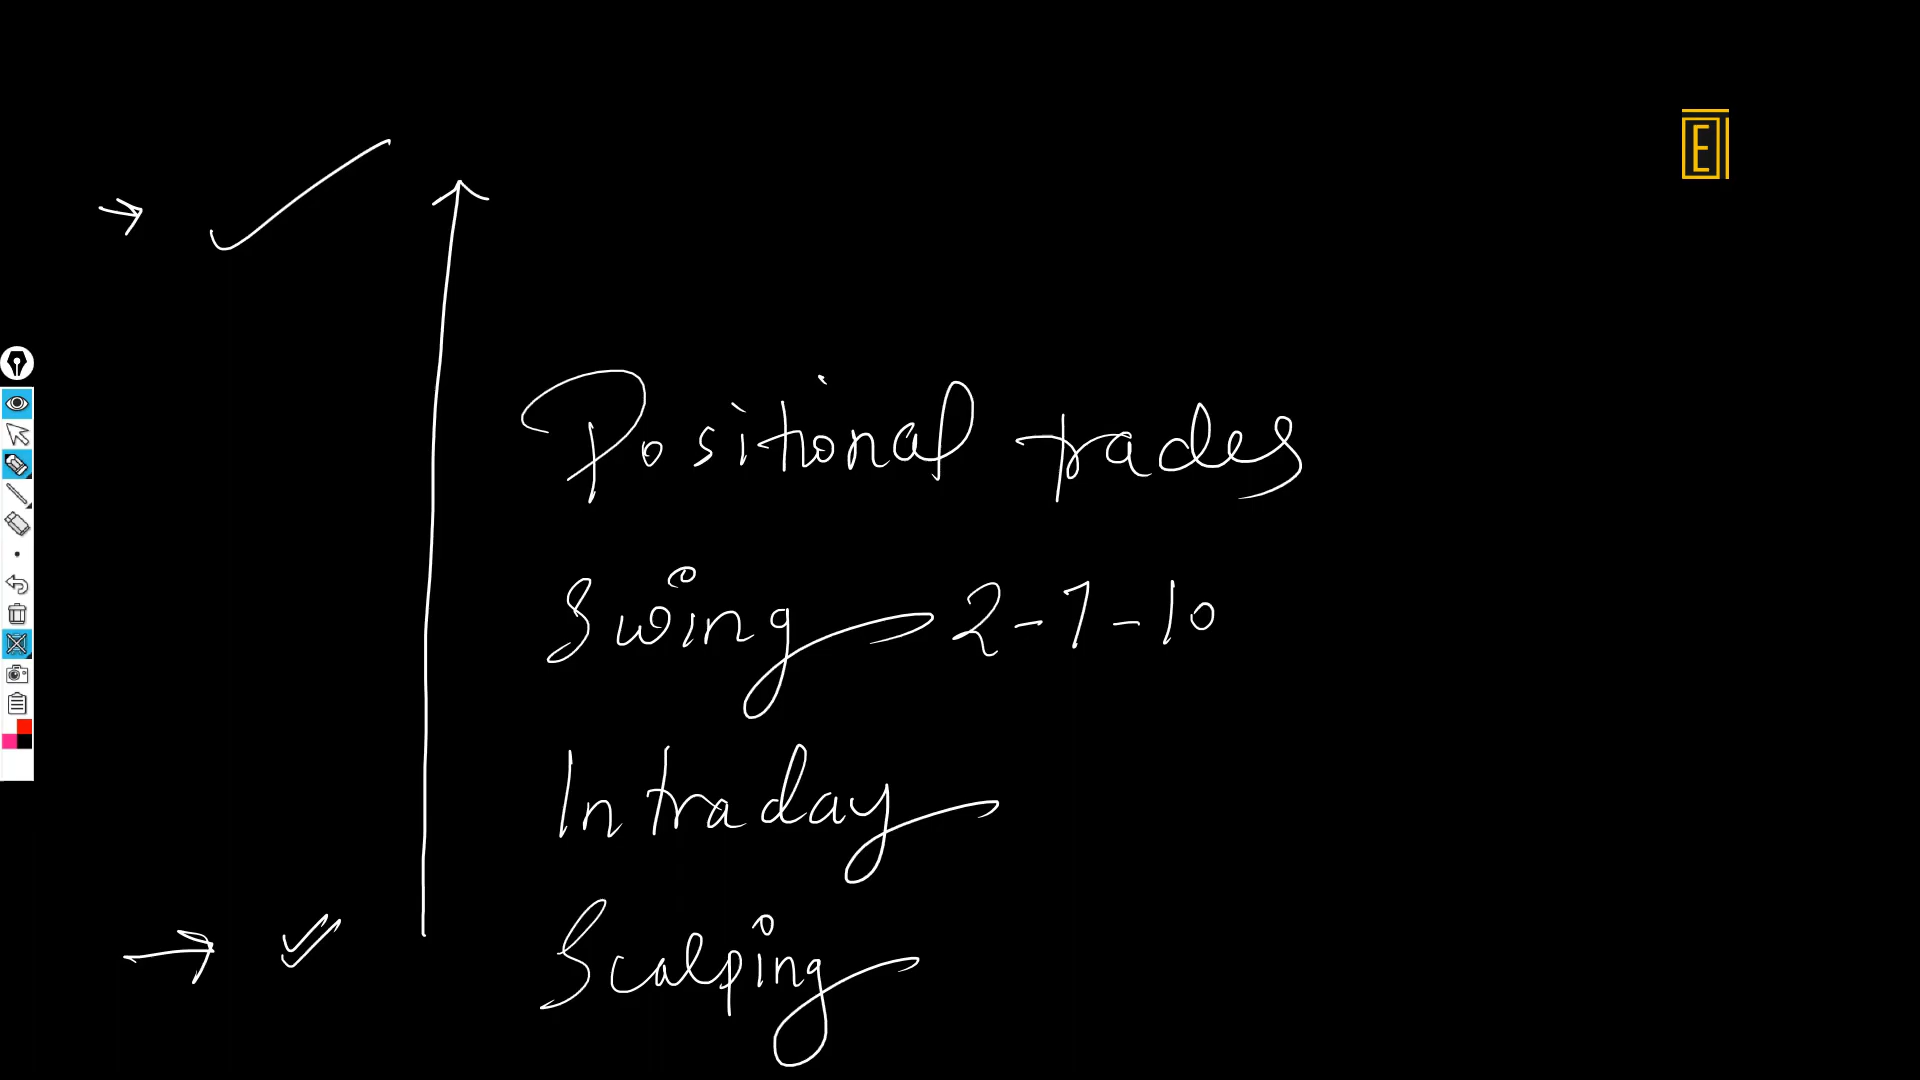 E
Positional trades
Swing 2-7-10
Intraday
Scalping